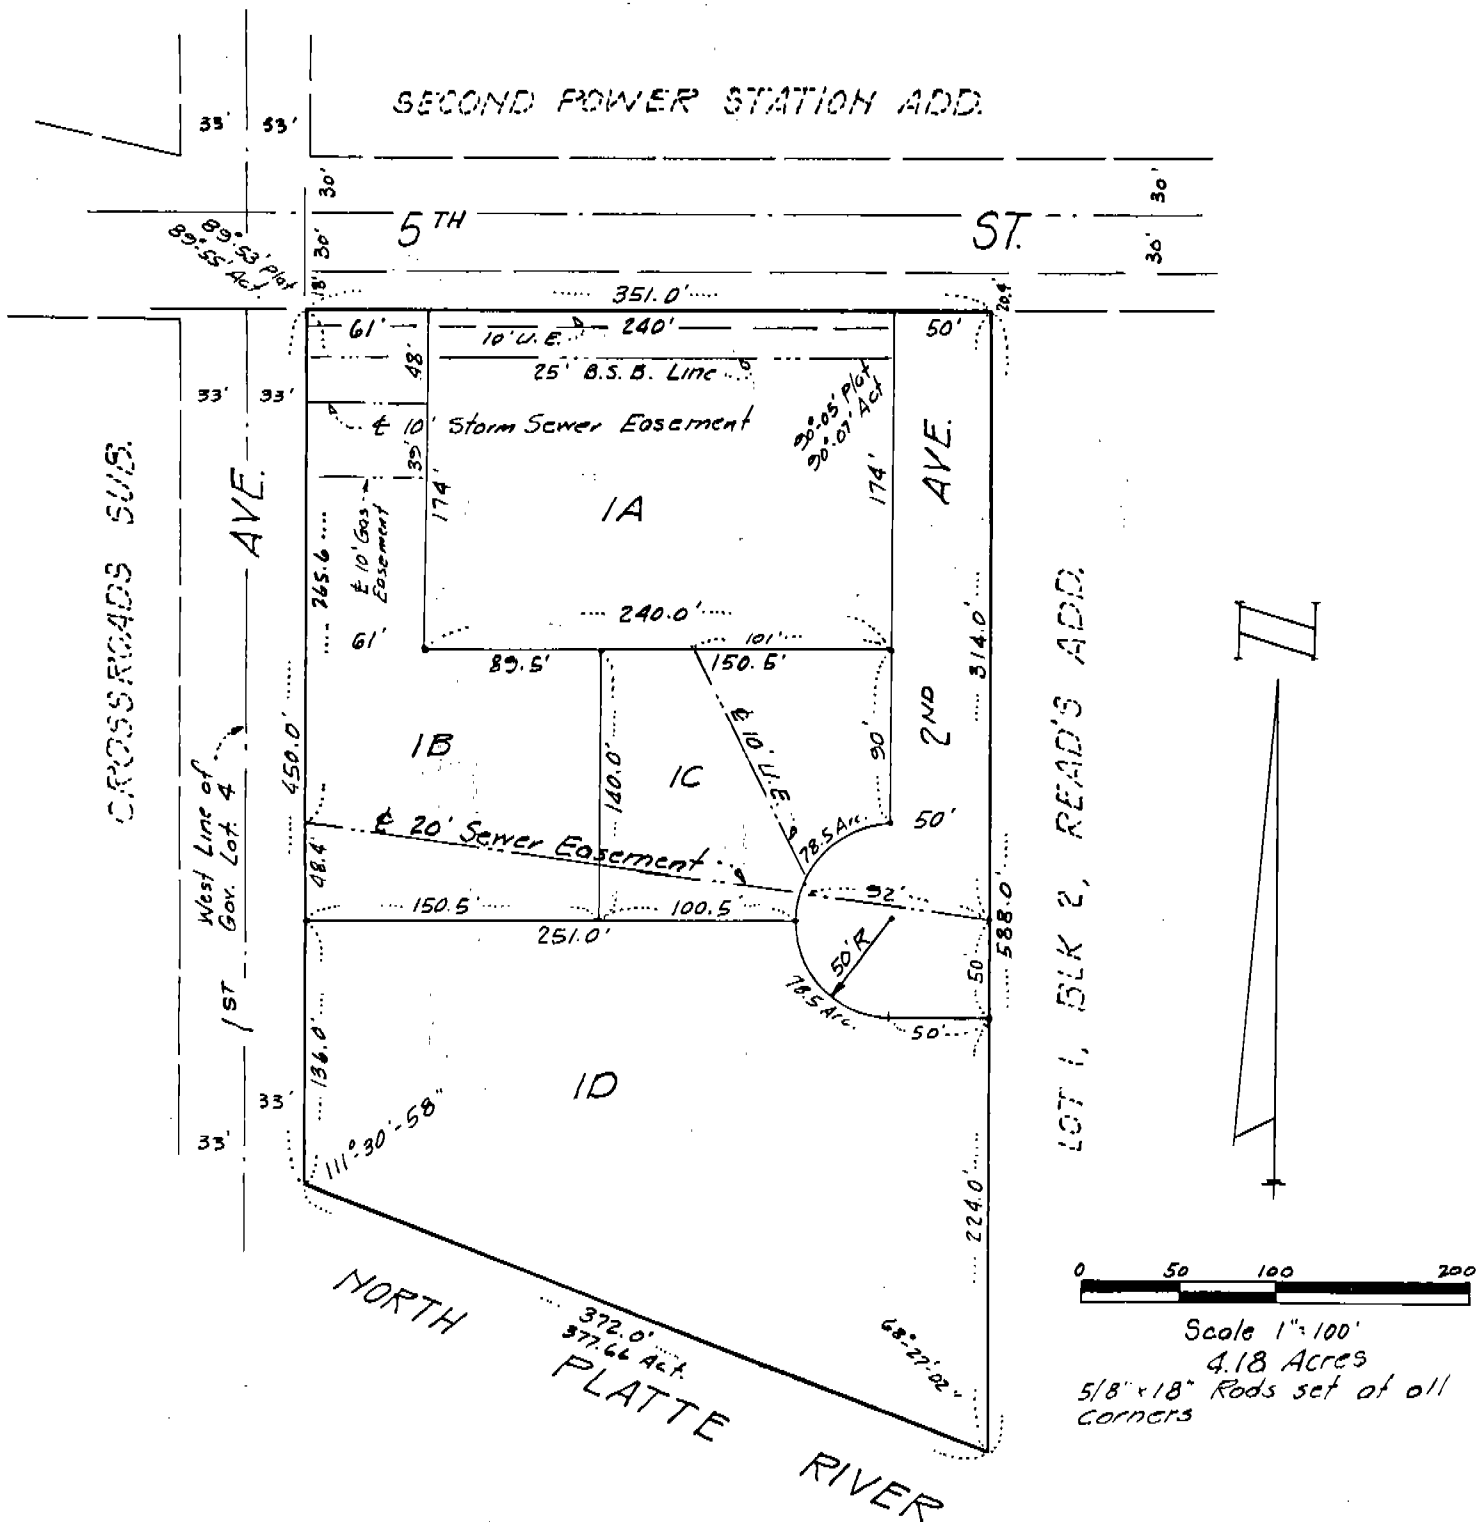 SECOND POWER STATION ADD.
33' 33'
30'
30'
5TH ST.
30'
30'
89°-53' Plat
89°-55' Act.
18'
351.0'
20.4'
61'
10' U.E.
240'
50'
48'
25' B.S.B. Line
33' 33'
℄ 10' Storm Sewer Easement
90°-05' Plat
90°-07' Act
39'
174'
174'
1A
℄ 10' Gas
Easement
265.6
61'
240.0'
101'
89.5'
150.5'
314.0'
2ND AVE.
CROSSROADS SUB.
1ST AVE.
West Line of
Gov. Lot. 4
450.0'
1B
140.0'
1C
℄ 10' U.E.
90'
78.5 Arc.
50'
℄ 20' Sewer Easement
48.4'
92'
588.0'
150.5'
100.5'
251.0'
50'R
50'
78.5 Arc.
50'
LOT 1, BLK 2, READ'S ADD.
136.0'
1D
33'
33'
111°-30'-58"
224.0'
68°-27'-02"
372.0'
377.66 Act.
NORTH PLATTE RIVER
N
0 50 100 200
Scale 1"=100'
4.18 Acres
5/8" x 18" Rods set at all
corners